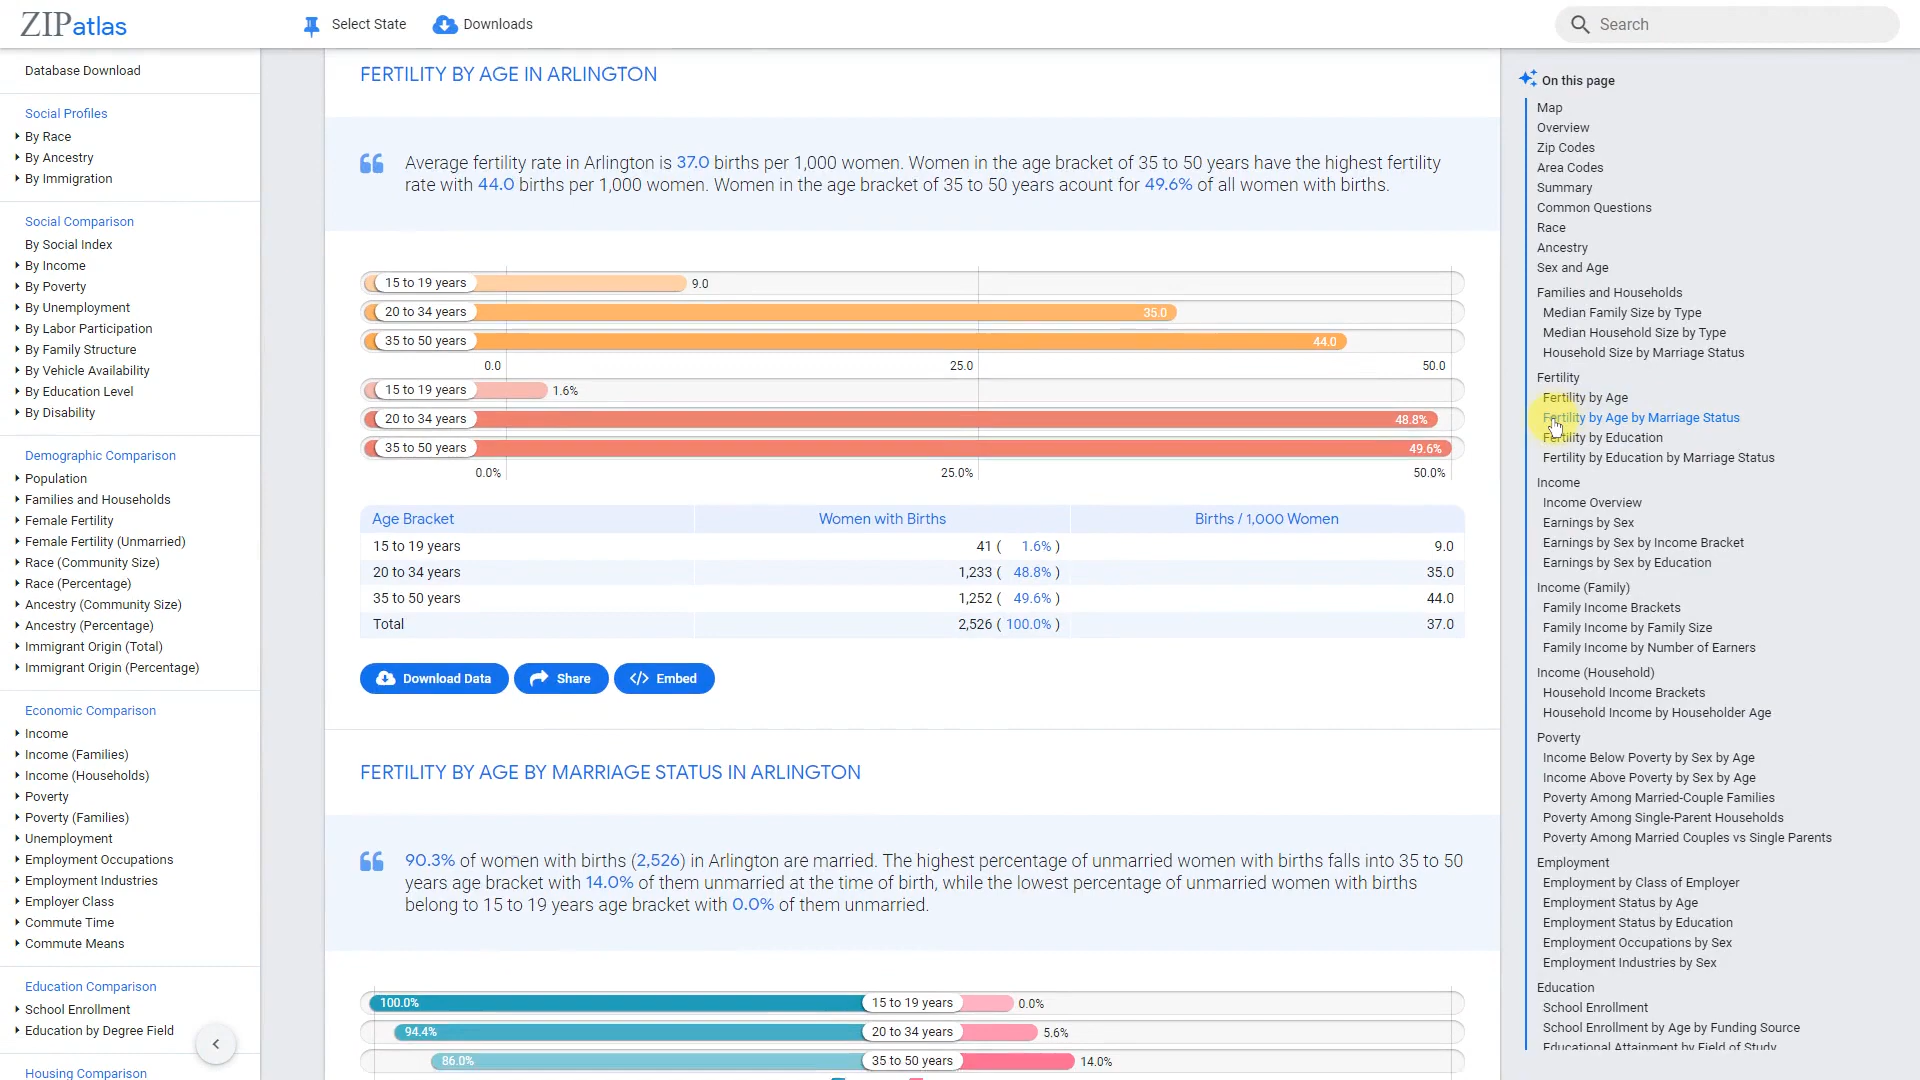 ZIPatlas
Select State
Downloads
Search
Database Download
Social Profiles
By Race
By Ancestry
By Immigration
Social Comparison
By Social Index
By Income
By Poverty
By Unemployment
By Labor Participation
By Family Structure
By Vehicle Availability
By Education Level
By Disability
Demographic Comparison
Population
Families and Households
Female Fertility
Female Fertility (Unmarried)
Race (Community Size)
Race (Percentage)
Ancestry (Community Size)
Ancestry (Percentage)
Immigrant Origin (Total)
Immigrant Origin (Percentage)
Economic Comparison
Income
Income (Families)
Income (Households)
Poverty
Poverty (Families)
Unemployment
Employment Occupations
Employment Industries
Employer Class
Commute Time
Commute Means
Education Comparison
School Enrollment
Education by Degree Field
Housing Comparison
FERTILITY BY AGE IN ARLINGTON
Average fertility rate in Arlington is 37.0 births per 1,000 women. Women in the age bracket of 35 to 50 years have the highest fertility
rate with 44.0 births per 1,000 women. Women in the age bracket of 35 to 50 years acount for 49.6% of all women with births.
15 to 19 years 9.0
20 to 34 years 35.0
35 to 50 years 44.0
0.0 25.0 50.0
15 to 19 years 1.6%
20 to 34 years 48.8%
35 to 50 years 49.6%
0.0% 25.0% 50.0%
Age Bracket Women with Births Births / 1,000 Women
15 to 19 years 41 ( 1.6% ) 9.0
20 to 34 years 1,233 ( 48.8% ) 35.0
35 to 50 years 1,252 ( 49.6% ) 44.0
Total 2,526 ( 100.0% ) 37.0
Download Data Share Embed
FERTILITY BY AGE BY MARRIAGE STATUS IN ARLINGTON
90.3% of women with births (2,526) in Arlington are married. The highest percentage of unmarried women with births falls into 35 to 50
years age bracket with 14.0% of them unmarried at the time of birth, while the lowest percentage of unmarried women with births
belong to 15 to 19 years age bracket with 0.0% of them unmarried.
100.0% 15 to 19 years 0.0%
94.4% 20 to 34 years 5.6%
86.0% 35 to 50 years 14.0%
On this page
Map
Overview
Zip Codes
Area Codes
Summary
Common Questions
Race
Ancestry
Sex and Age
Families and Households
Median Family Size by Type
Median Household Size by Type
Household Size by Marriage Status
Fertility
Fertility by Age
Fertility by Age by Marriage Status
Fertility by Education
Fertility by Education by Marriage Status
Income
Income Overview
Earnings by Sex
Earnings by Sex by Income Bracket
Earnings by Sex by Education
Income (Family)
Family Income Brackets
Family Income by Family Size
Family Income by Number of Earners
Income (Household)
Household Income Brackets
Household Income by Householder Age
Poverty
Income Below Poverty by Sex by Age
Income Above Poverty by Sex by Age
Poverty Among Married-Couple Families
Poverty Among Single-Parent Households
Poverty Among Married Couples vs Single Parents
Employment
Employment by Class of Employer
Employment Status by Age
Employment Status by Education
Employment Occupations by Sex
Employment Industries by Sex
Education
School Enrollment
School Enrollment by Age by Funding Source
Educational Attainment by Field of Study